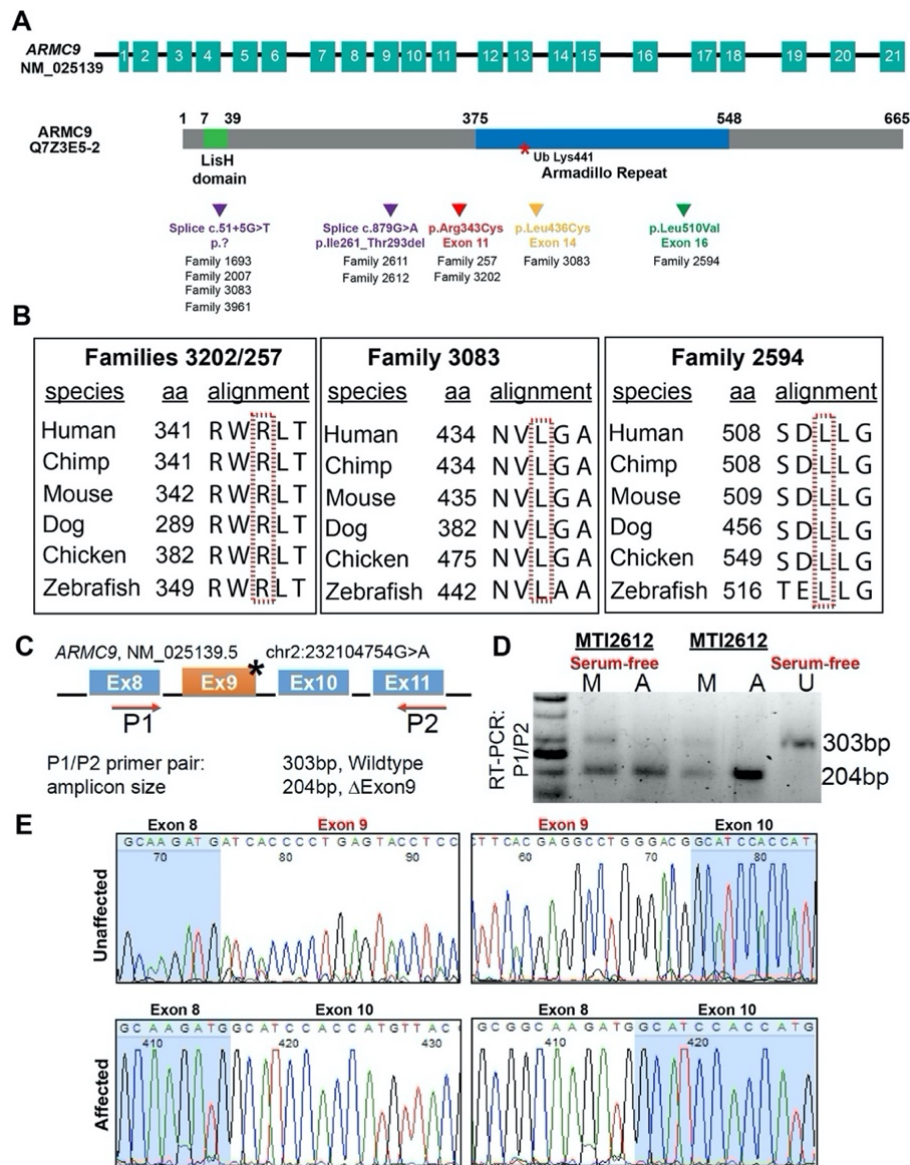 A
ARMC9
NM_025139
1 2 3 4 5 6 7 8 9 10 11 12 13 14 15 16 17 18 19 20 21
1 7 39 375 548 665
ARMC9
Q7Z3E5-2
* Ub Lys441
LisH
domain
Armadillo Repeat
Splice c.51+5G>T
p.?
Family 1693
Family 2007
Family 3083
Family 3961
Splice c.879G>A
p.Ile261_Thr293del
Family 2611
Family 2612
p.Arg343Cys
Exon 11
Family 257
Family 3202
p.Leu436Cys
Exon 14
Family 3083
p.Leu510Val
Exon 16
Family 2594
B
Families 3202/257
species aa alignment
Human 341 R W R L T
Chimp 341 R W R L T
Mouse 342 R W R L T
Dog 289 R W R L T
Chicken 382 R W R L T
Zebrafish 349 R W R L T
Family 3083
species aa alignment
Human 434 N V L G A
Chimp 434 N V L G A
Mouse 435 N V L G A
Dog 382 N V L G A
Chicken 475 N V L G A
Zebrafish 442 N V L A A
Family 2594
species aa alignment
Human 508 S D L L G
Chimp 508 S D L L G
Mouse 509 S D L L G
Dog 456 S D L L G
Chicken 549 S D L L G
Zebrafish 516 T E L L G
C
ARMC9, NM_025139.5 chr2:232104754G>A
Ex8 Ex9 * Ex10 Ex11
P1 P2
P1/P2 primer pair: 303bp, Wildtype
amplicon size 204bp, ΔExon9
D
MTI2612 MTI2612
Serum-free Serum-free
M A M A U
RT-PCR:
P1/P2
303bp
204bp
E
Unaffected
Exon 8 Exon 9
G C A A G A T G A T C A C C C C T G A G T A C C T C C
70 80 90
Exon 9 Exon 10
C T T C A C G A G G C C T G G G A C G G C A T C C A C C A T
60 70 80
Affected
Exon 8 Exon 10
G C A A G A T G G C A T C C A C C A T G T T A C
410 420 430
Exon 8 Exon 10
G C G G C A A G A T G G C A T C C A C C A T G
410 420